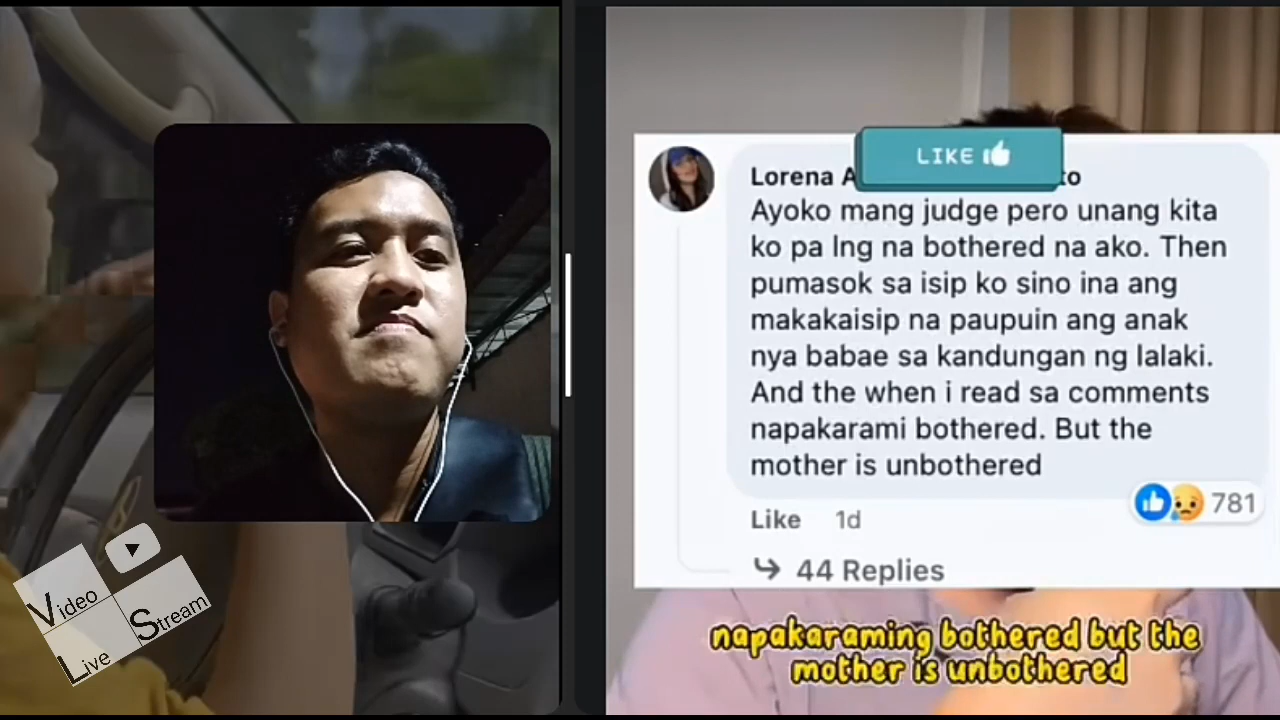 Video
Live
Stream
LIKE
Lorena A
to
Ayoko mang judge pero unang kita
ko pa lng na bothered na ako. Then
pumasok sa isip ko sino ina ang
makakaisip na paupuin ang anak
nya babae sa kandungan ng lalaki.
And the when i read sa comments
napakarami bothered. But the
mother is unbothered
781
Like 1d
44 Replies
napakaraming bothered but the
mother is unbothered